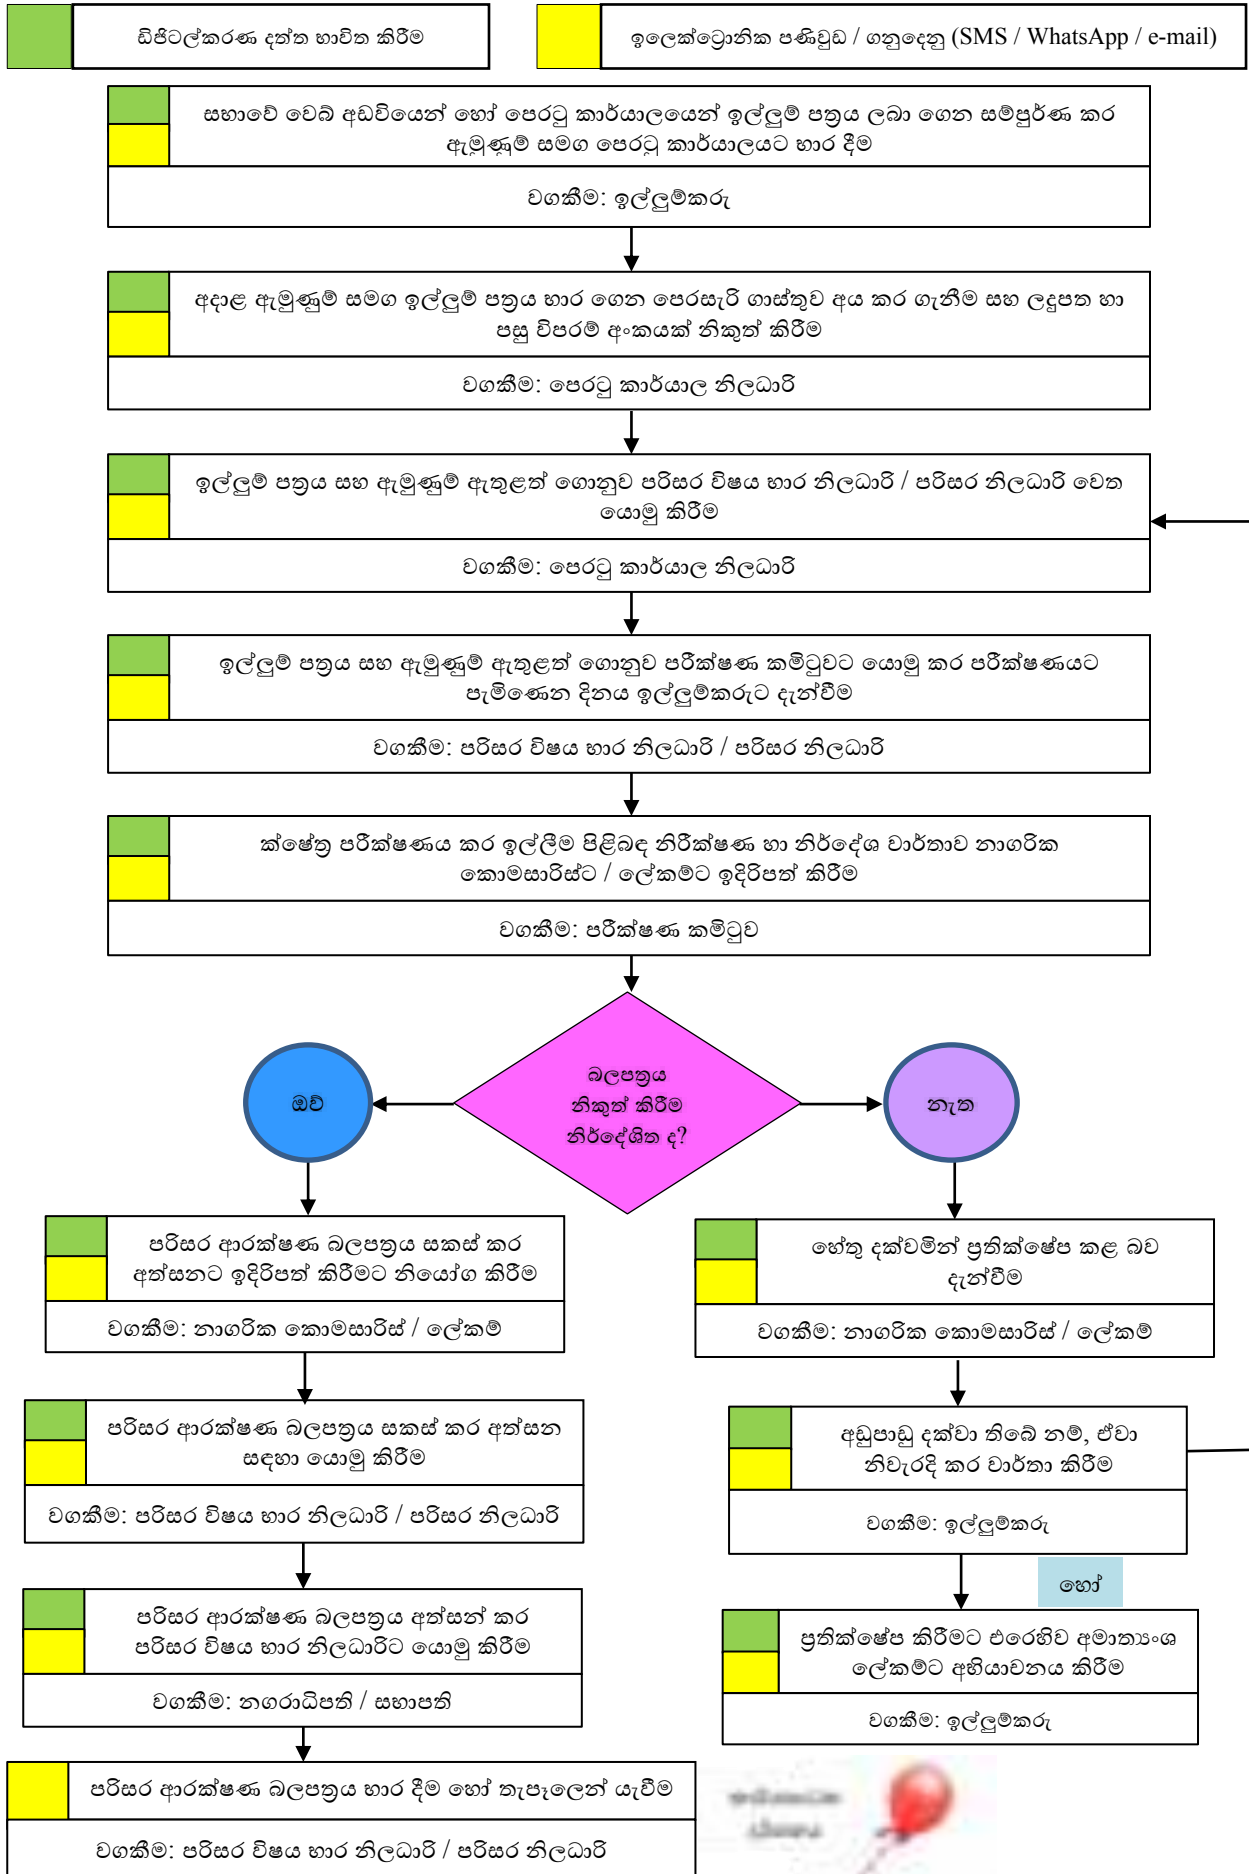 ඩිජිටල්කරණ දත්ත භාවිත කිරීම
ඉලෙක්ට්‍රොනික පණිවුඩ / ගනුදෙනු (SMS / WhatsApp / e-mail)
සභාවේ වෙබ් අඩවියෙන් හෝ පෙරටු කාර්යාලයෙන් ඉල්ලුම් පත්‍රය ලබා ගෙන සම්පුර්ණ කර
ඇමුණුම් සමග පෙරටු කාර්යාලයට භාර දීම
වගකීම: ඉල්ලුම්කරු
අදාළ ඇමුණුම් සමග ඉල්ලුම් පත්‍රය භාර ගෙන පෙරසැරි ගාස්තුව අය කර ගැනීම සහ ලදුපත හා
පසු විපරම් අංකයක් නිකුත් කිරීම
වගකීම: පෙරටු කාර්යාල නිලධාරි
ඉල්ලුම් පත්‍රය සහ ඇමුණුම් ඇතුළත් ගොනුව පරිසර විෂය භාර නිලධාරි / පරිසර නිලධාරි වෙත
යොමු කිරීම
වගකීම: පෙරටු කාර්යාල නිලධාරි
ඉල්ලුම් පත්‍රය සහ ඇමුණුම් ඇතුළත් ගොනුව පරීක්ෂණ කමිටුවට යොමු කර පරීක්ෂණයට
පැමිණෙන දිනය ඉල්ලුම්කරුට දැන්වීම
වගකීම: පරිසර විෂය භාර නිලධාරි / පරිසර නිලධාරි
ක්ෂේත්‍ර පරීක්ෂණය කර ඉල්ලීම පිළිබඳ නිරීක්ෂණ හා නිර්දේශ වාර්තාව නාගරික
කොමසාරිස්ට / ලේකම්ට ඉදිරිපත් කිරීම
වගකීම: පරීක්ෂණ කමිටුව
බලපත්‍රය
නිකුත් කිරීම
නිර්දේශිත ද?
ඔව්
නැත
පරිසර ආරක්ෂණ බලපත්‍රය සකස් කර
අත්සනට ඉදිරිපත් කිරීමට නියෝග කිරීම
වගකීම: නාගරික කොමසාරිස් / ලේකම්
පරිසර ආරක්ෂණ බලපත්‍රය සකස් කර අත්සන
සඳහා යොමු කිරීම
වගකීම: පරිසර විෂය භාර නිලධාරි / පරිසර නිලධාරි
පරිසර ආරක්ෂණ බලපත්‍රය අත්සන් කර
පරිසර විෂය භාර නිලධාරිට යොමු කිරීම
වගකීම: නගරාධිපති / සභාපති
පරිසර ආරක්ෂණ බලපත්‍රය භාර දීම හෝ තැපෑලෙන් යැවීම
වගකීම: පරිසර විෂය භාර නිලධාරි / පරිසර නිලධාරි
හේතු දක්වමින් ප්‍රතික්ෂේප කළ බව
දැන්වීම
වගකීම: නාගරික කොමසාරිස් / ලේකම්
අඩුපාඩු දක්වා තිබේ නම්, ඒවා
නිවැරදි කර වාර්තා කිරීම
වගකීම: ඉල්ලුම්කරු
හෝ
ප්‍රතික්ෂේප කිරීමට එරෙහිව අමාත්‍යංශ
ලේකම්ට අභියාචනය කිරීම
වගකීම: ඉල්ලුම්කරු